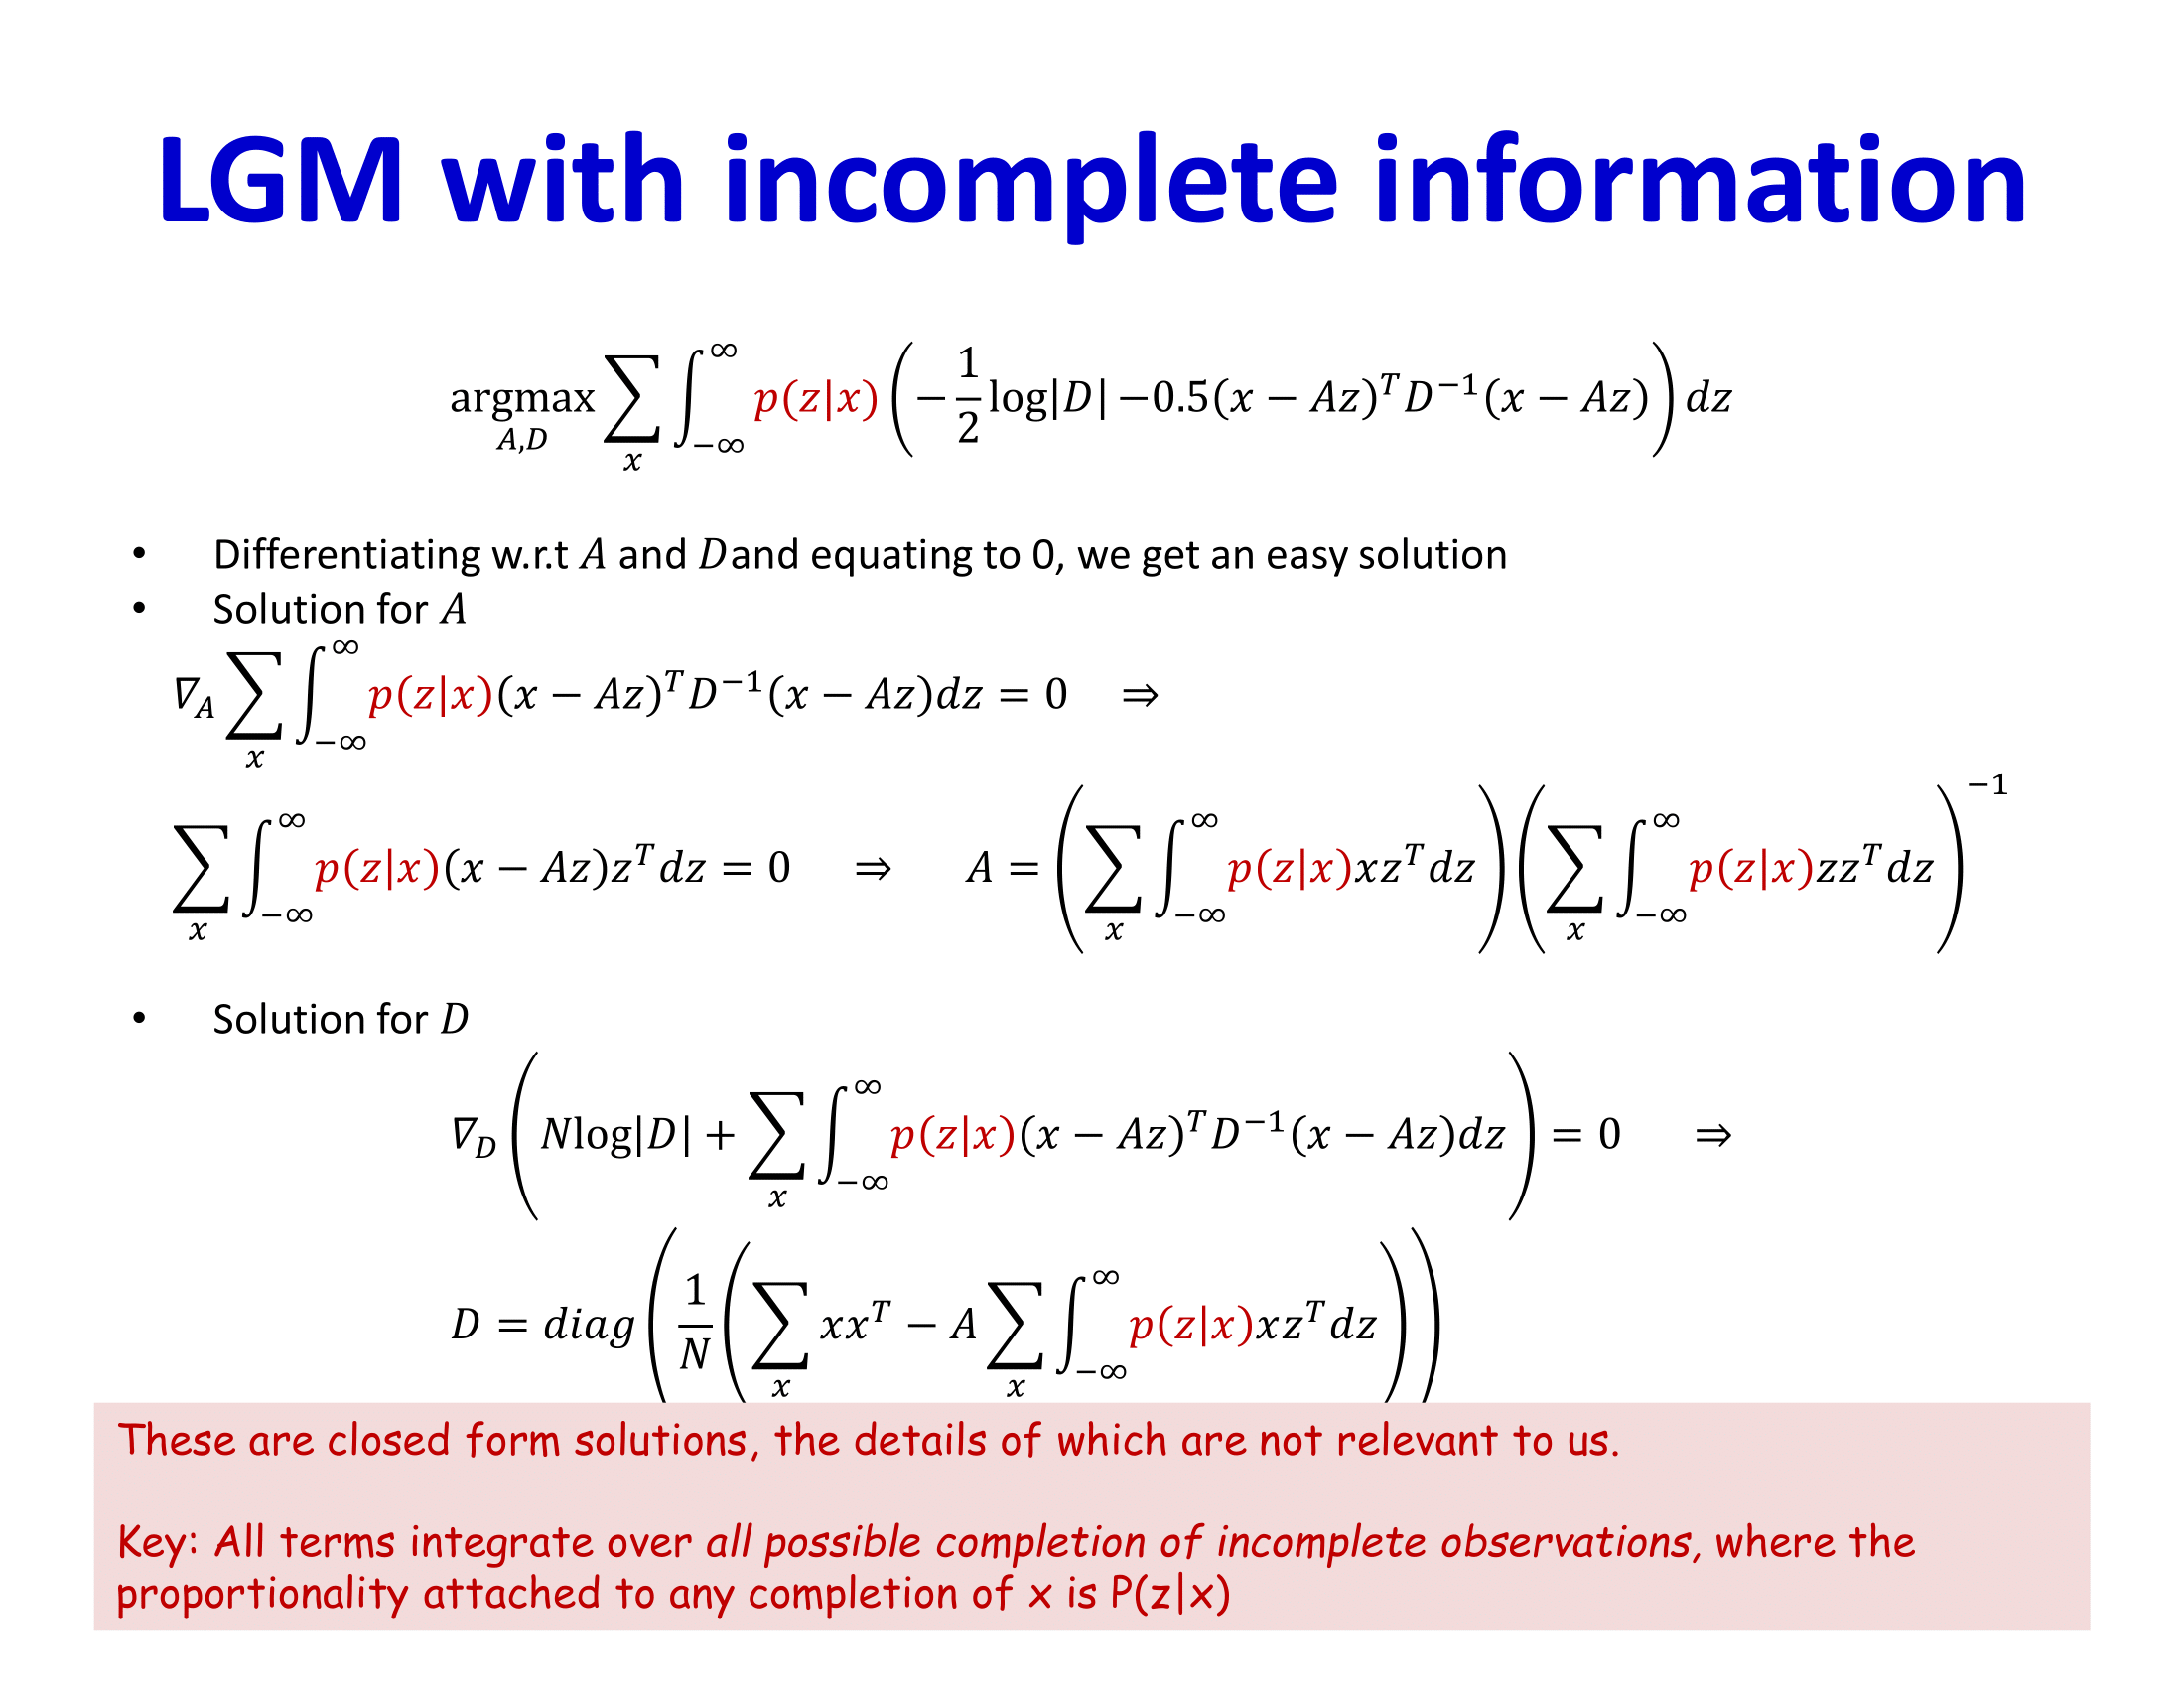 LGM with incomplete information
$\underset{A,D}{\operatorname{argmax}} \sum_x \int_{-\infty}^{\infty} p(z|x) \left( -\frac{1}{2} \log|D| - 0.5(x - Az)^T D^{-1} (x - Az) \right) dz$
• Differentiating w.r.t $A$ and $D$and equating to 0, we get an easy solution
• Solution for $A$
$\nabla_A \sum_x \int_{-\infty}^{\infty} p(z|x)(x - Az)^T D^{-1} (x - Az) dz = 0 \quad \Rightarrow$
$\sum_x \int_{-\infty}^{\infty} p(z|x)(x - Az) z^T dz = 0 \quad \Rightarrow \quad A = \left( \sum_x \int_{-\infty}^{\infty} p(z|x) x z^T dz \right) \left( \sum_x \int_{-\infty}^{\infty} p(z|x) z z^T dz \right)^{-1}$
• Solution for $D$
$\nabla_D \left( N \log|D| + \sum_x \int_{-\infty}^{\infty} p(z|x)(x - Az)^T D^{-1} (x - Az) dz \right) = 0 \quad \Rightarrow$
$D = diag \left( \frac{1}{N} \left( \sum_x x x^T - A \sum_x \int_{-\infty}^{\infty} p(z|x) x z^T dz \right) \right)$
These are closed form solutions, the details of which are not relevant to us.
Key: All terms integrate over all possible completion of incomplete observations, where the
proportionality attached to any completion of x is P(z|x)